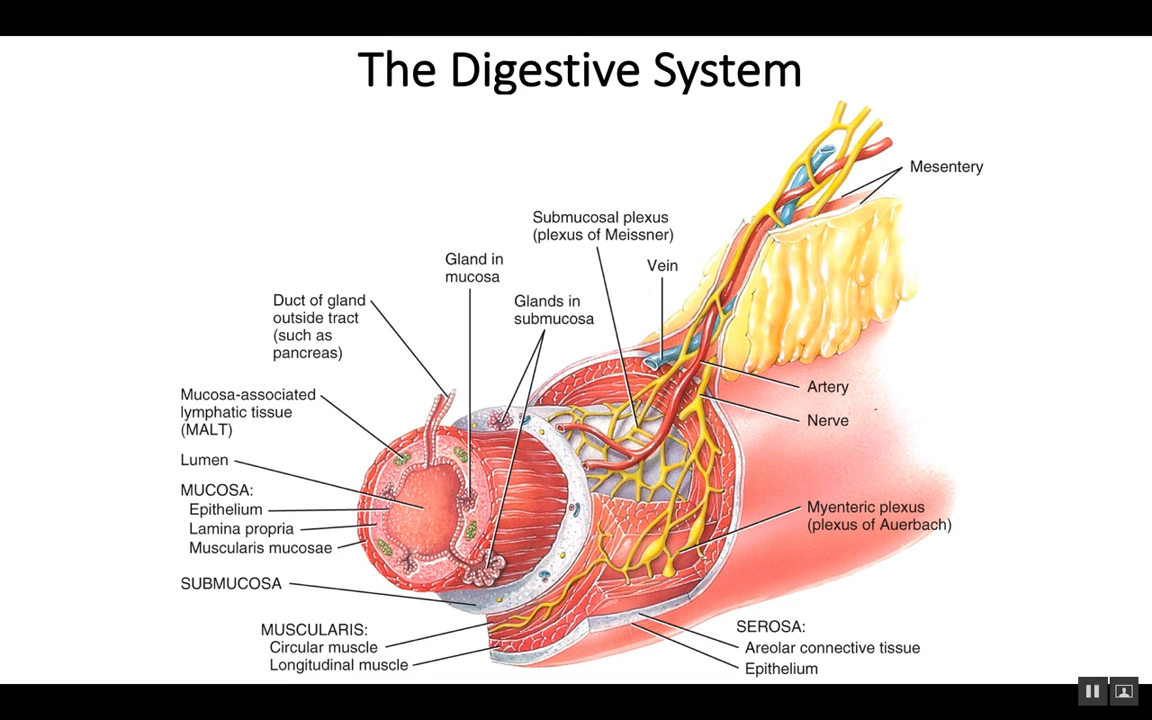 The Digestive System
Mesentery
Submucosal plexus
(plexus of Meissner)
Vein
Gland in
mucosa
Glands in
submucosa
Duct of gland
outside tract
(such as
pancreas)
Mucosa-associated
lymphatic tissue
(MALT)
Lumen
MUCOSA:
Epithelium
Lamina propria
Muscularis mucosae
SUBMUCOSA
MUSCULARIS:
Circular muscle
Longitudinal muscle
Artery
Nerve
Myenteric plexus
(plexus of Auerbach)
SEROSA:
Areolar connective tissue
Epithelium